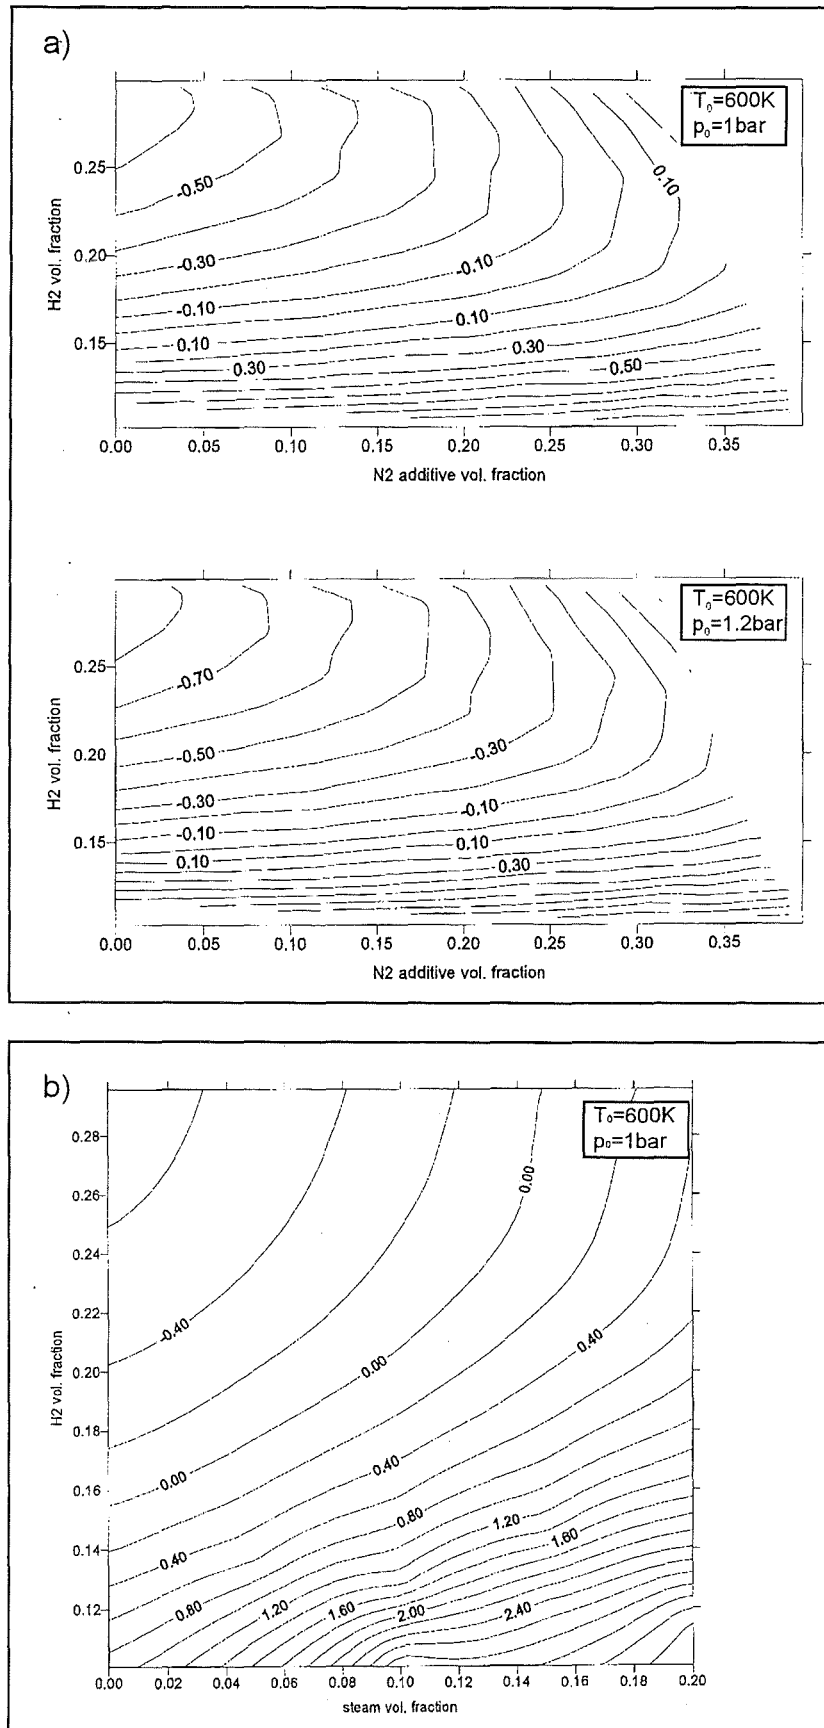 a)
T₀=600K
p₀=1bar
0.25
0.20
0.15
H2 vol. fraction
-0.50
-0.30
-0.10
0.10
0.30
-0.10
0.10
0.30
0.50
0.10
0.00 0.05 0.10 0.15 0.20 0.25 0.30 0.35
N2 additive vol. fraction
T₀=600K
p₀=1.2bar
0.25
0.20
0.15
H2 vol. fraction
-0.70
-0.50
-0.30
-0.10
0.10
-0.30
-0.10
0.10
0.30
0.00 0.05 0.10 0.15 0.20 0.25 0.30 0.35
N2 additive vol. fraction
b)
T₀=600K
p₀=1bar
0.28
0.26
0.24
0.22
0.20
0.18
0.16
0.14
0.12
H2 vol. fraction
-0.40
0.00
0.40
0.80
0.00
0.40
0.80
1.20
1.60
0.00
0.40
1.20
1.60
2.00
2.40
0.00 0.02 0.04 0.06 0.08 0.10 0.12 0.14 0.16 0.18 0.20
steam vol. fraction